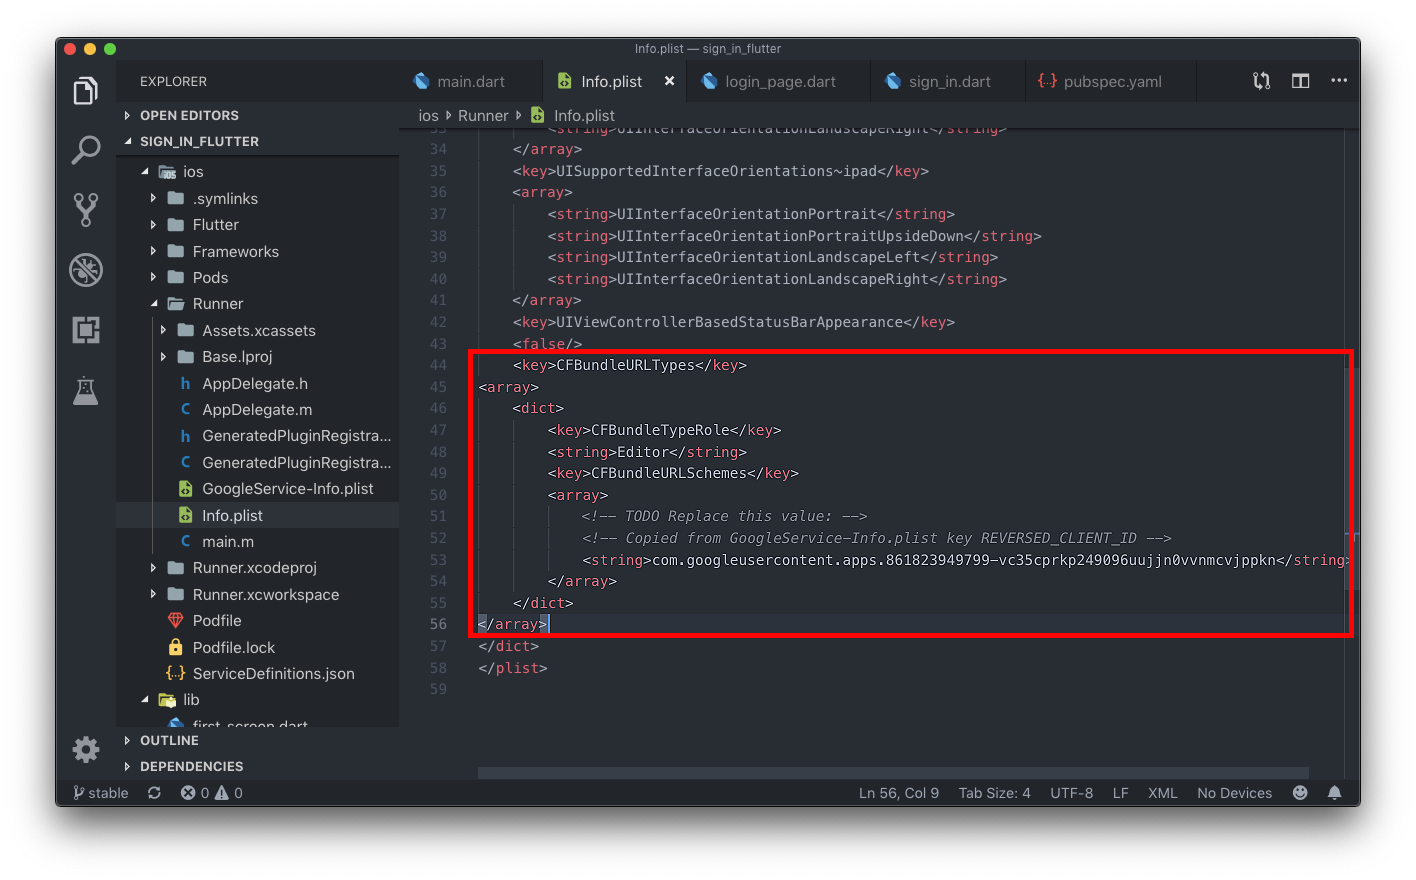 Info.plist — sign_in_flutter
EXPLORER
OPEN EDITORS
SIGN_IN_FLUTTER
ios
.symlinks
Flutter
Frameworks
Pods
Runner
Assets.xcassets
Base.lproj
h AppDelegate.h
C AppDelegate.m
h GeneratedPluginRegistra...
C GeneratedPluginRegistra...
GoogleService-Info.plist
Info.plist
C main.m
Runner.xcodeproj
Runner.xcworkspace
Podfile
Podfile.lock
{..} ServiceDefinitions.json
lib
first_screen.dart
OUTLINE
DEPENDENCIES
main.dart
Info.plist ×
login_page.dart
sign_in.dart
{..} pubspec.yaml
ios Runner Info.plist
33 <string>UIInterfaceOrientationLandscapeRight</string>
34 </array>
35 <key>UISupportedInterfaceOrientations~ipad</key>
36 <array>
37 <string>UIInterfaceOrientationPortrait</string>
38 <string>UIInterfaceOrientationPortraitUpsideDown</string>
39 <string>UIInterfaceOrientationLandscapeLeft</string>
40 <string>UIInterfaceOrientationLandscapeRight</string>
41 </array>
42 <key>UIViewControllerBasedStatusBarAppearance</key>
43 <false/>
44 <key>CFBundleURLTypes</key>
45 <array>
46 <dict>
47 <key>CFBundleTypeRole</key>
48 <string>Editor</string>
49 <key>CFBundleURLSchemes</key>
50 <array>
51 <!-- TODO Replace this value: -->
52 <!-- Copied from GoogleService-Info.plist key REVERSED_CLIENT_ID -->
53 <string>com.googleusercontent.apps.861823949799-vc35cprkp249096uujjn0vvnmcvjppkn</string>
54 </array>
55 </dict>
56 </array>
57 </dict>
58 </plist>
59
stable 0 0 Ln 56, Col 9 Tab Size: 4 UTF-8 LF XML No Devices